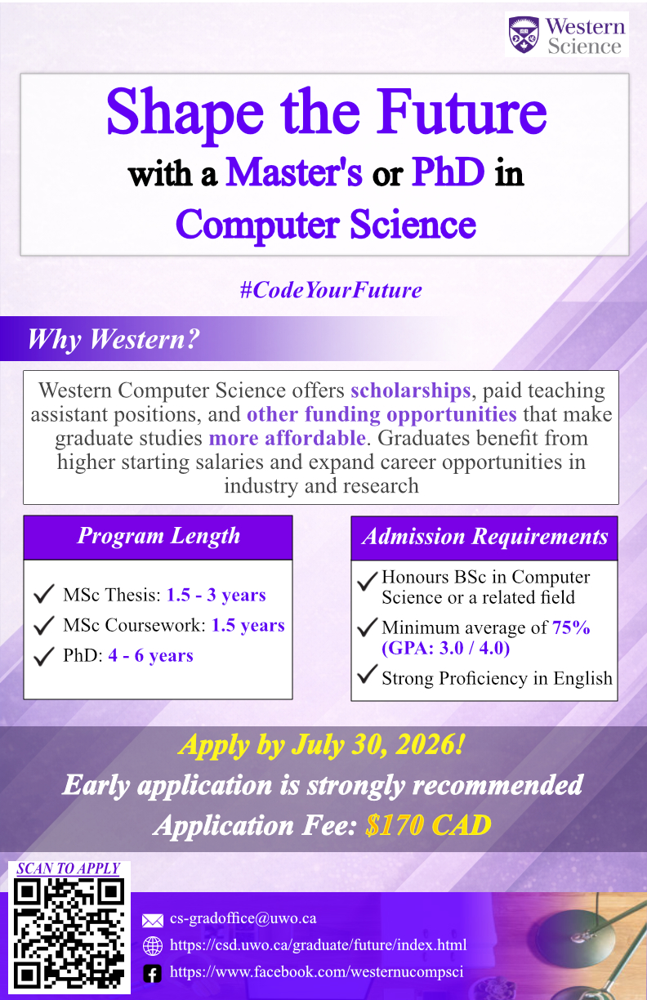 Western
Science
Shape the Future
with a Master's or PhD in
Computer Science
#CodeYourFuture
Why Western?
Western Computer Science offers scholarships, paid teaching
assistant positions, and other funding opportunities that make
graduate studies more affordable. Graduates benefit from
higher starting salaries and expand career opportunities in
industry and research
Program Length
MSc Thesis: 1.5 - 3 years
MSc Coursework: 1.5 years
PhD: 4 - 6 years
Admission Requirements
Honours BSc in Computer
Science or a related field
Minimum average of 75%
(GPA: 3.0 / 4.0)
Strong Proficiency in English
Apply by July 30, 2026!
Early application is strongly recommended
Application Fee: $170 CAD
SCAN TO APPLY
cs-gradoffice@uwo.ca
https://csd.uwo.ca/graduate/future/index.html
https://www.facebook.com/westernucompsci